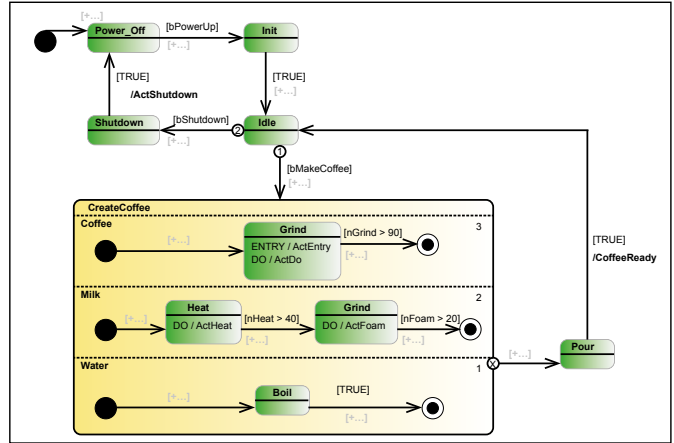 [+...]
Power_Off
[bPowerUp]
[+...]
Init
[TRUE]
/ActShutdown
[TRUE]
[+...]
Shutdown
[bShutdown]
[+...]
2
Idle
1
[bMakeCoffee]
[+...]
CreateCoffee
Coffee
3
[+...]
Grind
ENTRY / ActEntry
DO / ActDo
[nGrind > 90]
[+...]
[TRUE]
/CoffeeReady
Milk
2
[+...]
Heat
DO / ActHeat
[nHeat > 40]
[+...]
Grind
DO / ActFoam
[nFoam > 20]
[+...]
Water
1
X
[+...]
Pour
[+...]
Boil
[TRUE]
[+...]